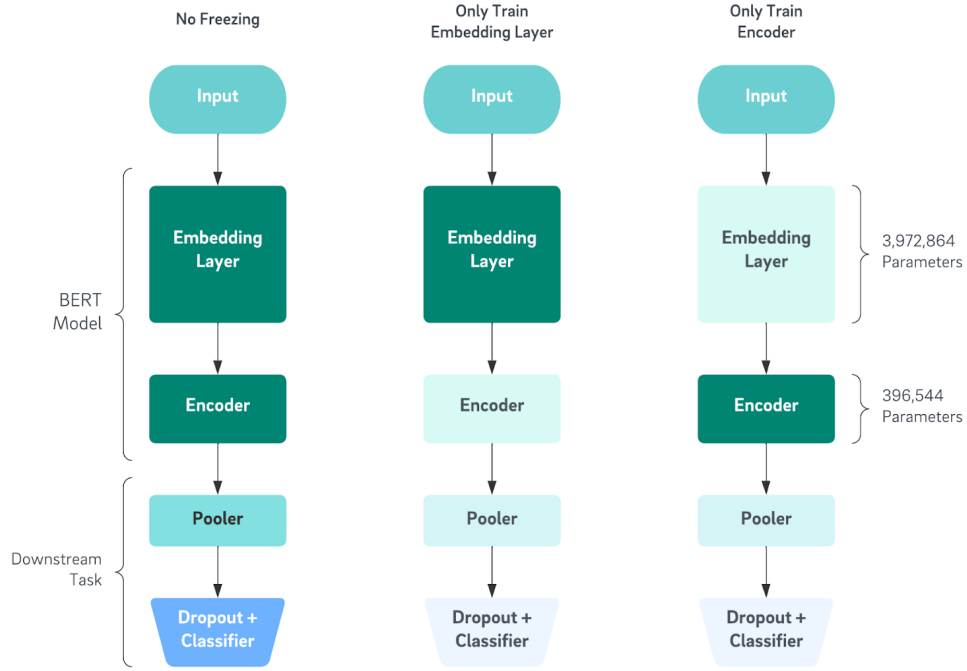 No Freezing
Only Train
Embedding Layer
Only Train
Encoder
Input
Input
Input
Embedding
Layer
Embedding
Layer
Embedding
Layer
3,972,864
Parameters
BERT
Model
Encoder
Encoder
Encoder
396,544
Parameters
Pooler
Pooler
Pooler
Downstream
Task
Dropout +
Classifier
Dropout +
Classifier
Dropout +
Classifier